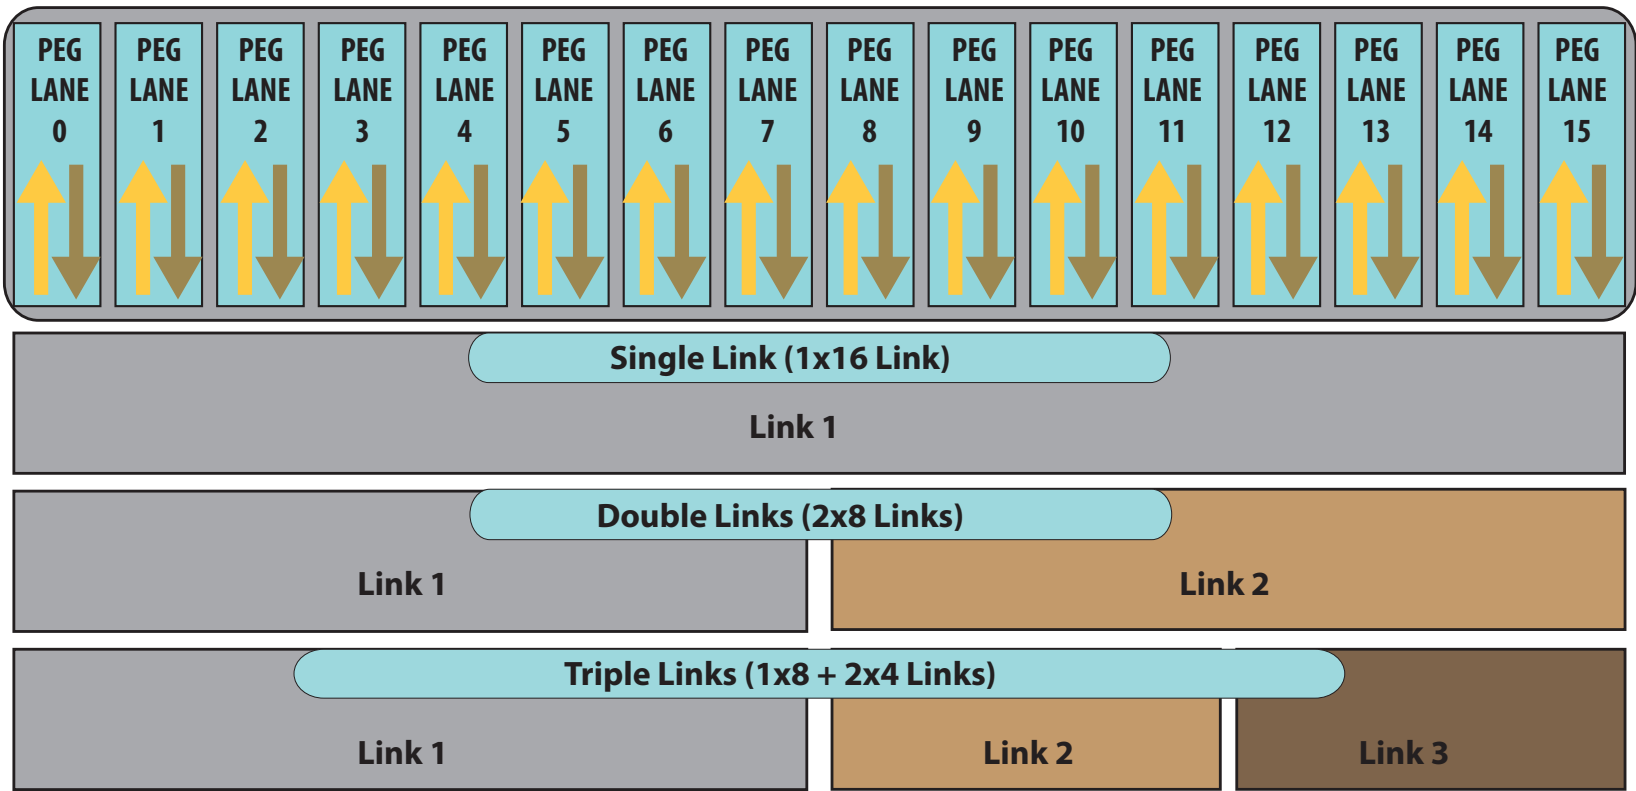 PEG LANE 0
PEG LANE 1
PEG LANE 2
PEG LANE 3
PEG LANE 4
PEG LANE 5
PEG LANE 6
PEG LANE 7
PEG LANE 8
PEG LANE 9
PEG LANE 10
PEG LANE 11
PEG LANE 12
PEG LANE 13
PEG LANE 14
PEG LANE 15
Single Link (1x16 Link)
Link 1
Double Links (2x8 Links)
Link 1
Link 2
Triple Links (1x8 + 2x4 Links)
Link 1
Link 2
Link 3